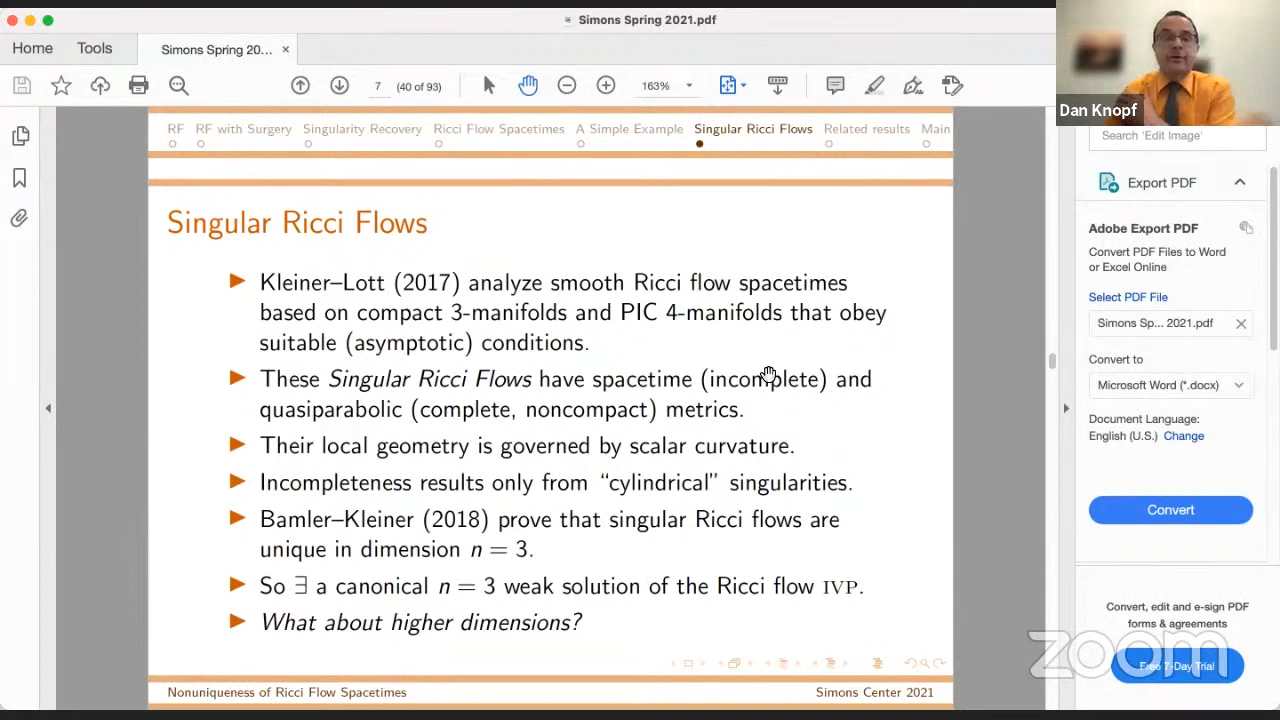 Simons Spring 2021.pdf
Home
Tools
Simons Spring 20...
7
(40 of 93)
163%
Dan Knopf
RF
RF with Surgery
Singularity Recovery
Ricci Flow Spacetimes
A Simple Example
Singular Ricci Flows
Related results
Main
Singular Ricci Flows
Kleiner–Lott (2017) analyze smooth Ricci flow spacetimes
based on compact 3-manifolds and PIC 4-manifolds that obey
suitable (asymptotic) conditions.
These Singular Ricci Flows have spacetime (incomplete) and
quasiparabolic (complete, noncompact) metrics.
Their local geometry is governed by scalar curvature.
Incompleteness results only from “cylindrical” singularities.
Bamler–Kleiner (2018) prove that singular Ricci flows are
unique in dimension n = 3.
So ∃ a canonical n = 3 weak solution of the Ricci flow IVP.
What about higher dimensions?
Nonuniqueness of Ricci Flow Spacetimes
Simons Center 2021
Search 'Edit Image'
Export PDF
Adobe Export PDF
Convert PDF Files to Word
or Excel Online
Select PDF File
Simons Sp... 2021.pdf
Convert to
Microsoft Word (*.docx)
Document Language:
English (U.S.) Change
Convert
Convert, edit and e-sign PDF
forms & agreements
Free 7-Day Trial
zoom